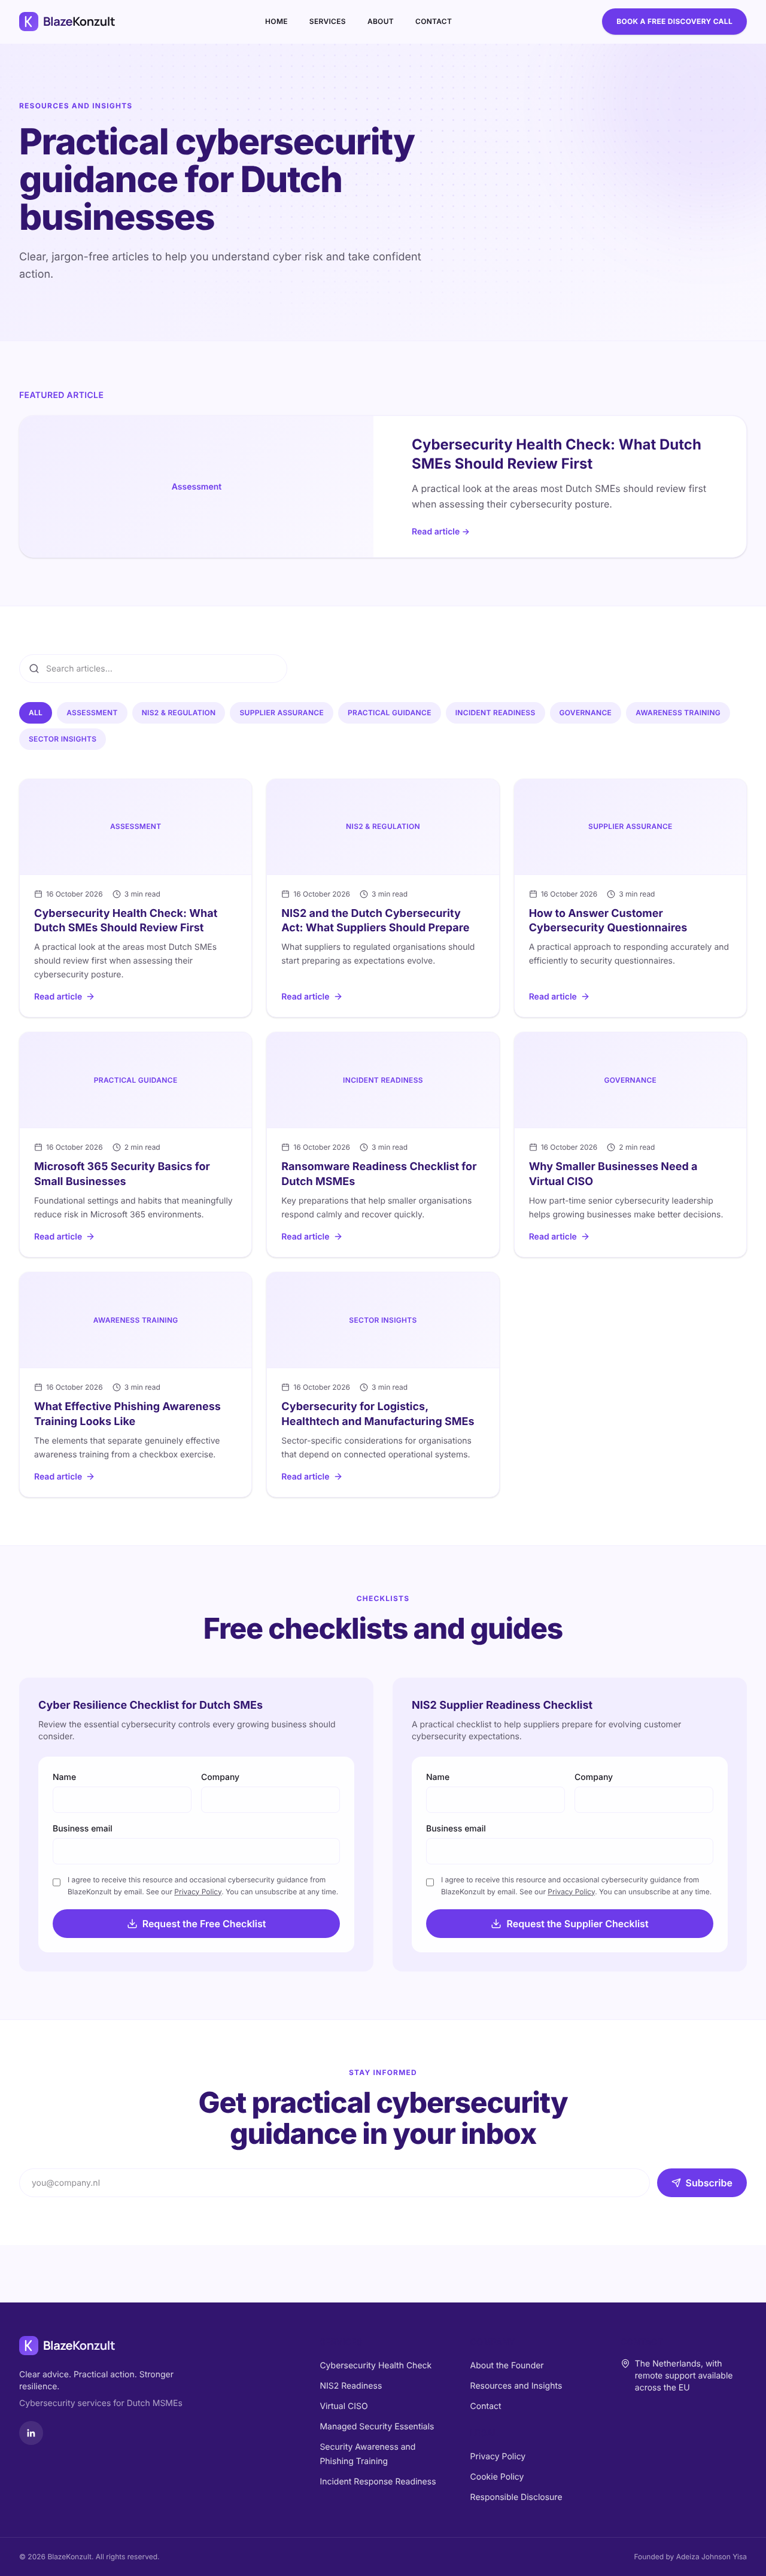 K BlazeKonzult
HOME
SERVICES
ABOUT
CONTACT
BOOK A FREE DISCOVERY CALL
RESOURCES AND INSIGHTS
Practical cybersecurity
guidance for Dutch
businesses
Clear, jargon-free articles to help you understand cyber risk and take confident
action.
FEATURED ARTICLE
Assessment
Cybersecurity Health Check: What Dutch
SMEs Should Review First
A practical look at the areas most Dutch SMEs should review first
when assessing their cybersecurity posture.
Read article →
Search articles...
ALL
ASSESSMENT
NIS2 & REGULATION
SUPPLIER ASSURANCE
PRACTICAL GUIDANCE
INCIDENT READINESS
GOVERNANCE
AWARENESS TRAINING
SECTOR INSIGHTS
ASSESSMENT
16 October 2026 3 min read
Cybersecurity Health Check: What
Dutch SMEs Should Review First
A practical look at the areas most Dutch SMEs
should review first when assessing their
cybersecurity posture.
Read article →
NIS2 & REGULATION
16 October 2026 3 min read
NIS2 and the Dutch Cybersecurity
Act: What Suppliers Should Prepare
What suppliers to regulated organisations should
start preparing as expectations evolve.
Read article →
SUPPLIER ASSURANCE
16 October 2026 3 min read
How to Answer Customer
Cybersecurity Questionnaires
A practical approach to responding accurately and
efficiently to security questionnaires.
Read article →
PRACTICAL GUIDANCE
16 October 2026 2 min read
Microsoft 365 Security Basics for
Small Businesses
Foundational settings and habits that meaningfully
reduce risk in Microsoft 365 environments.
Read article →
INCIDENT READINESS
16 October 2026 3 min read
Ransomware Readiness Checklist for
Dutch MSMEs
Key preparations that help smaller organisations
respond calmly and recover quickly.
Read article →
GOVERNANCE
16 October 2026 2 min read
Why Smaller Businesses Need a
Virtual CISO
How part-time senior cybersecurity leadership
helps growing businesses make better decisions.
Read article →
AWARENESS TRAINING
16 October 2026 3 min read
What Effective Phishing Awareness
Training Looks Like
The elements that separate genuinely effective
awareness training from a checkbox exercise.
Read article →
SECTOR INSIGHTS
16 October 2026 3 min read
Cybersecurity for Logistics,
Healthtech and Manufacturing SMEs
Sector-specific considerations for organisations
that depend on connected operational systems.
Read article →
CHECKLISTS
Free checklists and guides
Cyber Resilience Checklist for Dutch SMEs
Review the essential cybersecurity controls every growing business should
consider.
Name
Company
Business email
I agree to receive this resource and occasional cybersecurity guidance from
BlazeKonzult by email. See our Privacy Policy. You can unsubscribe at any time.
Request the Free Checklist
NIS2 Supplier Readiness Checklist
A practical checklist to help suppliers prepare for evolving customer
cybersecurity expectations.
Name
Company
Business email
I agree to receive this resource and occasional cybersecurity guidance from
BlazeKonzult by email. See our Privacy Policy. You can unsubscribe at any time.
Request the Supplier Checklist
STAY INFORMED
Get practical cybersecurity
guidance in your inbox
you@company.nl
Subscribe
K BlazeKonzult
Clear advice. Practical action. Stronger
resilience.
Cybersecurity services for Dutch MSMEs
in
Cybersecurity Health Check
NIS2 Readiness
Virtual CISO
Managed Security Essentials
Security Awareness and
Phishing Training
Incident Response Readiness
About the Founder
Resources and Insights
Contact
Privacy Policy
Cookie Policy
Responsible Disclosure
The Netherlands, with
remote support available
across the EU
© 2026 BlazeKonzult. All rights reserved.
Founded by Adeiza Johnson Yisa